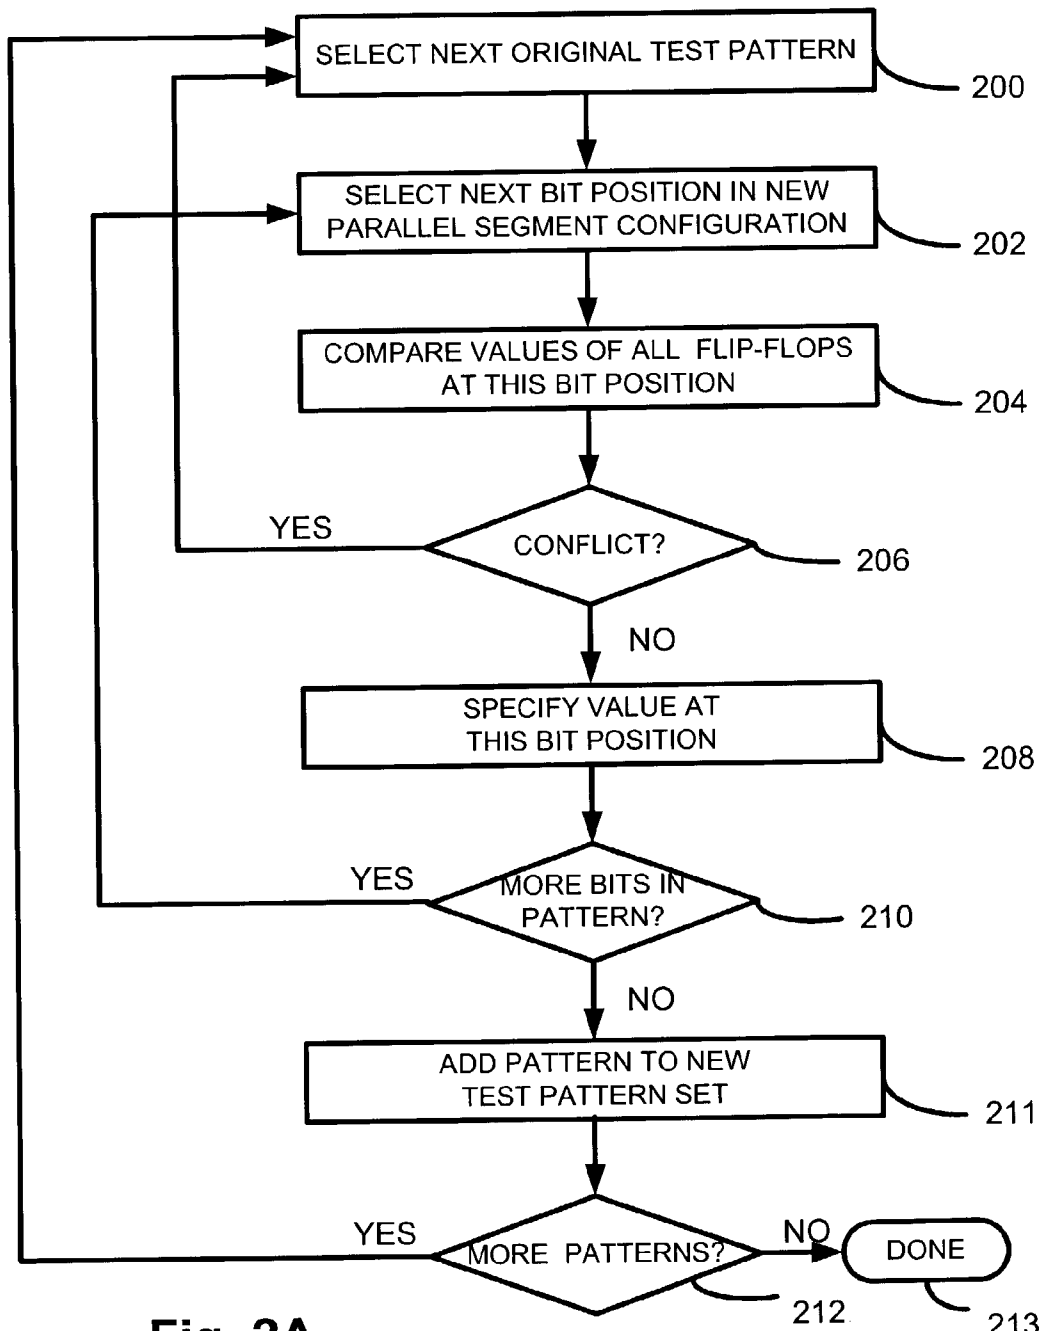 SELECT NEXT ORIGINAL TEST PATTERN
200
SELECT NEXT BIT POSITION IN NEW
PARALLEL SEGMENT CONFIGURATION
202
COMPARE VALUES OF ALL FLIP-FLOPS
AT THIS BIT POSITION
204
YES
CONFLICT?
206
NO
SPECIFY VALUE AT
THIS BIT POSITION
208
YES
MORE BITS IN
PATTERN?
210
NO
ADD PATTERN TO NEW
TEST PATTERN SET
211
YES
MORE PATTERNS?
NO
DONE
212
213